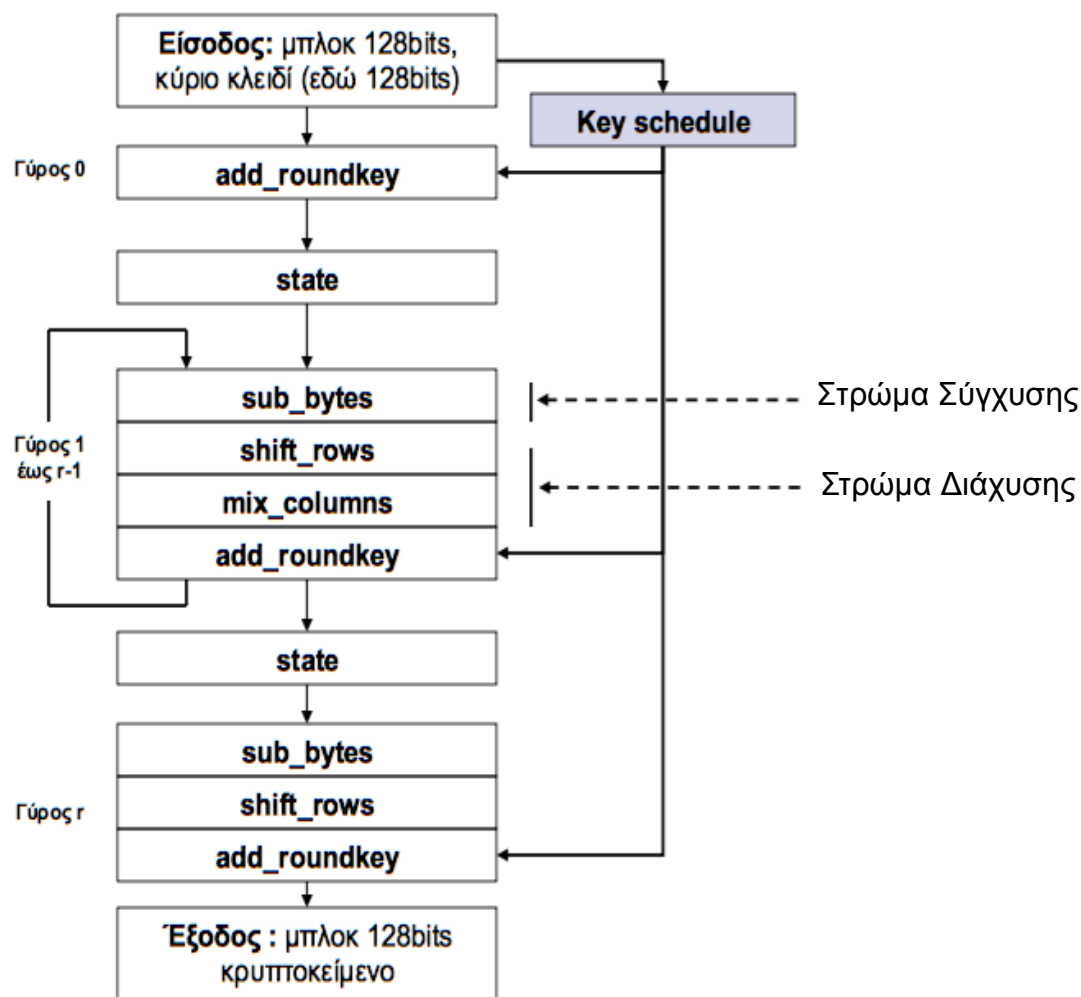 Είσοδος: μπλοκ 128bits,
κύριο κλειδί (εδώ 128bits)
Key schedule
Γύρος 0
add_roundkey
state
sub_bytes
Στρώμα Σύγχυσης
Γύρος 1
έως r-1
shift_rows
mix_columns
Στρώμα Διάχυσης
add_roundkey
state
sub_bytes
Γύρος r
shift_rows
add_roundkey
Έξοδος : μπλοκ 128bits
κρυπτοκείμενο